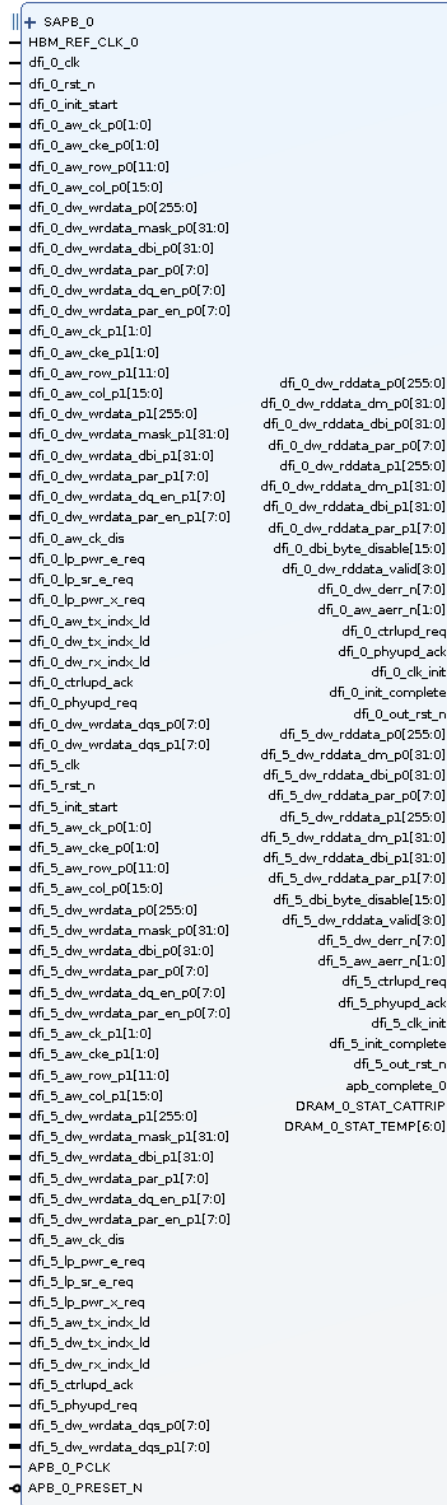 SAPB_0
HBM_REF_CLK_0
dfi_0_clk
dfi_0_rst_n
dfi_0_init_start
dfi_0_aw_ck_p0[1:0]
dfi_0_aw_cke_p0[1:0]
dfi_0_aw_row_p0[11:0]
dfi_0_aw_col_p0[15:0]
dfi_0_dw_wrdata_p0[255:0]
dfi_0_dw_wrdata_mask_p0[31:0]
dfi_0_dw_wrdata_dbi_p0[31:0]
dfi_0_dw_wrdata_par_p0[7:0]
dfi_0_dw_wrdata_dq_en_p0[7:0]
dfi_0_dw_wrdata_par_en_p0[7:0]
dfi_0_aw_ck_p1[1:0]
dfi_0_aw_cke_p1[1:0]
dfi_0_aw_row_p1[11:0]
dfi_0_aw_col_p1[15:0]
dfi_0_dw_wrdata_p1[255:0]
dfi_0_dw_wrdata_mask_p1[31:0]
dfi_0_dw_wrdata_dbi_p1[31:0]
dfi_0_dw_wrdata_par_p1[7:0]
dfi_0_dw_wrdata_dq_en_p1[7:0]
dfi_0_dw_wrdata_par_en_p1[7:0]
dfi_0_aw_ck_dis
dfi_0_lp_pwr_e_req
dfi_0_lp_sr_e_req
dfi_0_lp_pwr_x_req
dfi_0_aw_tx_indx_ld
dfi_0_dw_tx_indx_ld
dfi_0_dw_rx_indx_ld
dfi_0_ctrlupd_ack
dfi_0_phyupd_req
dfi_0_dw_wrdata_dqs_p0[7:0]
dfi_0_dw_wrdata_dqs_p1[7:0]
dfi_5_clk
dfi_5_rst_n
dfi_5_init_start
dfi_5_aw_ck_p0[1:0]
dfi_5_aw_cke_p0[1:0]
dfi_5_aw_row_p0[11:0]
dfi_5_aw_col_p0[15:0]
dfi_5_dw_wrdata_p0[255:0]
dfi_5_dw_wrdata_mask_p0[31:0]
dfi_5_dw_wrdata_dbi_p0[31:0]
dfi_5_dw_wrdata_par_p0[7:0]
dfi_5_dw_wrdata_dq_en_p0[7:0]
dfi_5_dw_wrdata_par_en_p0[7:0]
dfi_5_aw_ck_p1[1:0]
dfi_5_aw_cke_p1[1:0]
dfi_5_aw_row_p1[11:0]
dfi_5_aw_col_p1[15:0]
dfi_5_dw_wrdata_p1[255:0]
dfi_5_dw_wrdata_mask_p1[31:0]
dfi_5_dw_wrdata_dbi_p1[31:0]
dfi_5_dw_wrdata_par_p1[7:0]
dfi_5_dw_wrdata_dq_en_p1[7:0]
dfi_5_dw_wrdata_par_en_p1[7:0]
dfi_5_aw_ck_dis
dfi_5_lp_pwr_e_req
dfi_5_lp_sr_e_req
dfi_5_lp_pwr_x_req
dfi_5_aw_tx_indx_ld
dfi_5_dw_tx_indx_ld
dfi_5_dw_rx_indx_ld
dfi_5_ctrlupd_ack
dfi_5_phyupd_req
dfi_5_dw_wrdata_dqs_p0[7:0]
dfi_5_dw_wrdata_dqs_p1[7:0]
APB_0_PCLK
APB_0_PRESET_N
dfi_0_dw_rddata_p0[255:0]
dfi_0_dw_rddata_dm_p0[31:0]
dfi_0_dw_rddata_dbi_p0[31:0]
dfi_0_dw_rddata_par_p0[7:0]
dfi_0_dw_rddata_p1[255:0]
dfi_0_dw_rddata_dm_p1[31:0]
dfi_0_dw_rddata_dbi_p1[31:0]
dfi_0_dw_rddata_par_p1[7:0]
dfi_0_dbi_byte_disable[15:0]
dfi_0_dw_rddata_valid[3:0]
dfi_0_dw_derr_n[7:0]
dfi_0_aw_aerr_n[1:0]
dfi_0_ctrlupd_req
dfi_0_phyupd_ack
dfi_0_clk_init
dfi_0_init_complete
dfi_0_out_rst_n
dfi_5_dw_rddata_p0[255:0]
dfi_5_dw_rddata_dm_p0[31:0]
dfi_5_dw_rddata_dbi_p0[31:0]
dfi_5_dw_rddata_par_p0[7:0]
dfi_5_dw_rddata_p1[255:0]
dfi_5_dw_rddata_dm_p1[31:0]
dfi_5_dw_rddata_dbi_p1[31:0]
dfi_5_dw_rddata_par_p1[7:0]
dfi_5_dbi_byte_disable[15:0]
dfi_5_dw_rddata_valid[3:0]
dfi_5_dw_derr_n[7:0]
dfi_5_aw_aerr_n[1:0]
dfi_5_ctrlupd_req
dfi_5_phyupd_ack
dfi_5_clk_init
dfi_5_init_complete
dfi_5_out_rst_n
apb_complete_0
DRAM_0_STAT_CATTRIP
DRAM_0_STAT_TEMP[6:0]